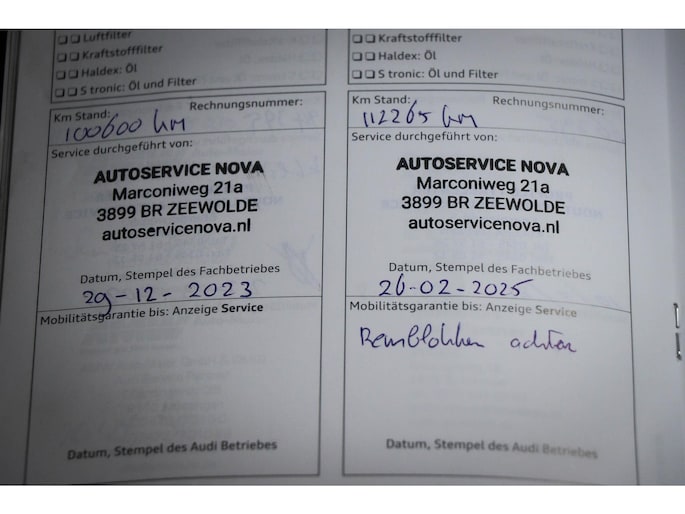 Luftfilter
Kraftstofffilter
Haldex: Öl
S tronic: Öl und Filter
Km Stand: Rechnungsnummer:
100600 km
Service durchgeführt von:
AUTOSERVICE NOVA
Marconiweg 21a
3899 BR ZEEWOLDE
autoservicenova.nl
Datum, Stempel des Fachbetriebes
29-12-2023
Mobilitätsgarantie bis: Anzeige Service
Datum, Stempel des Audi Betriebes
Kraftstofffilter
Haldex: Öl
S tronic: Öl und Filter
Km Stand: Rechnungsnummer:
112265 km
Service durchgeführt von:
AUTOSERVICE NOVA
Marconiweg 21a
3899 BR ZEEWOLDE
autoservicenova.nl
Datum, Stempel des Fachbetriebes
26-02-2025
Mobilitätsgarantie bis: Anzeige Service
Remblokken achter
Datum, Stempel des Audi Betriebes